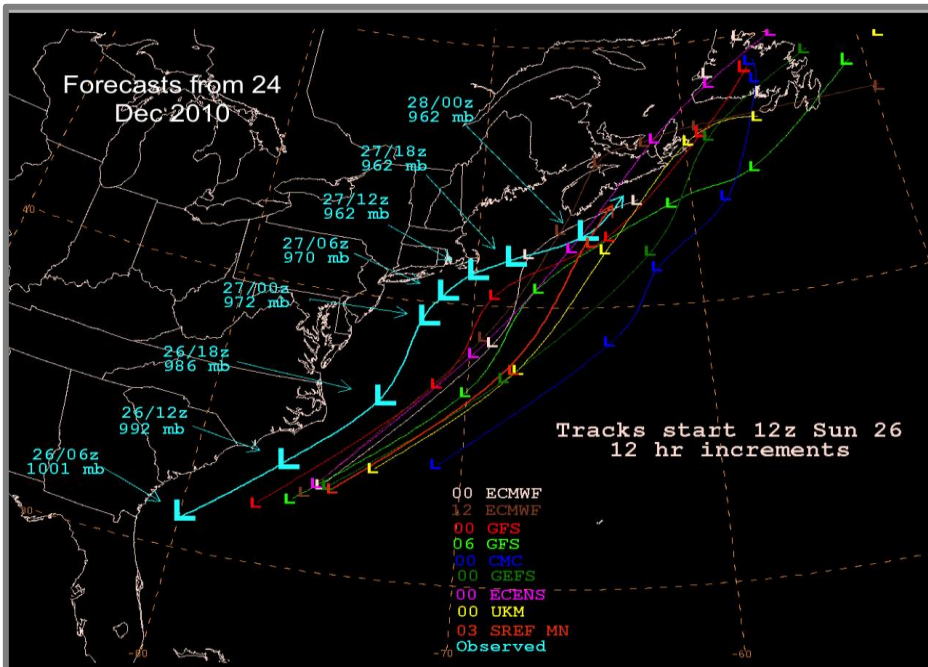 Forecasts from 24
Dec 2010
28/00z
962 mb
27/18z
962 mb
27/12z
962 mb
27/06z
970 mb
27/00z
972 mb
26/18z
986 mb
26/12z
992 mb
26/06z
1001 mb
Tracks start 12z Sun 26
12 hr increments
00 ECMWF
12 ECMWF
00 GFS
06 GFS
00 CMC
00 GEFS
00 ECENS
00 UKM
03 SREF MN
Observed
40
30
-80
-70
-60